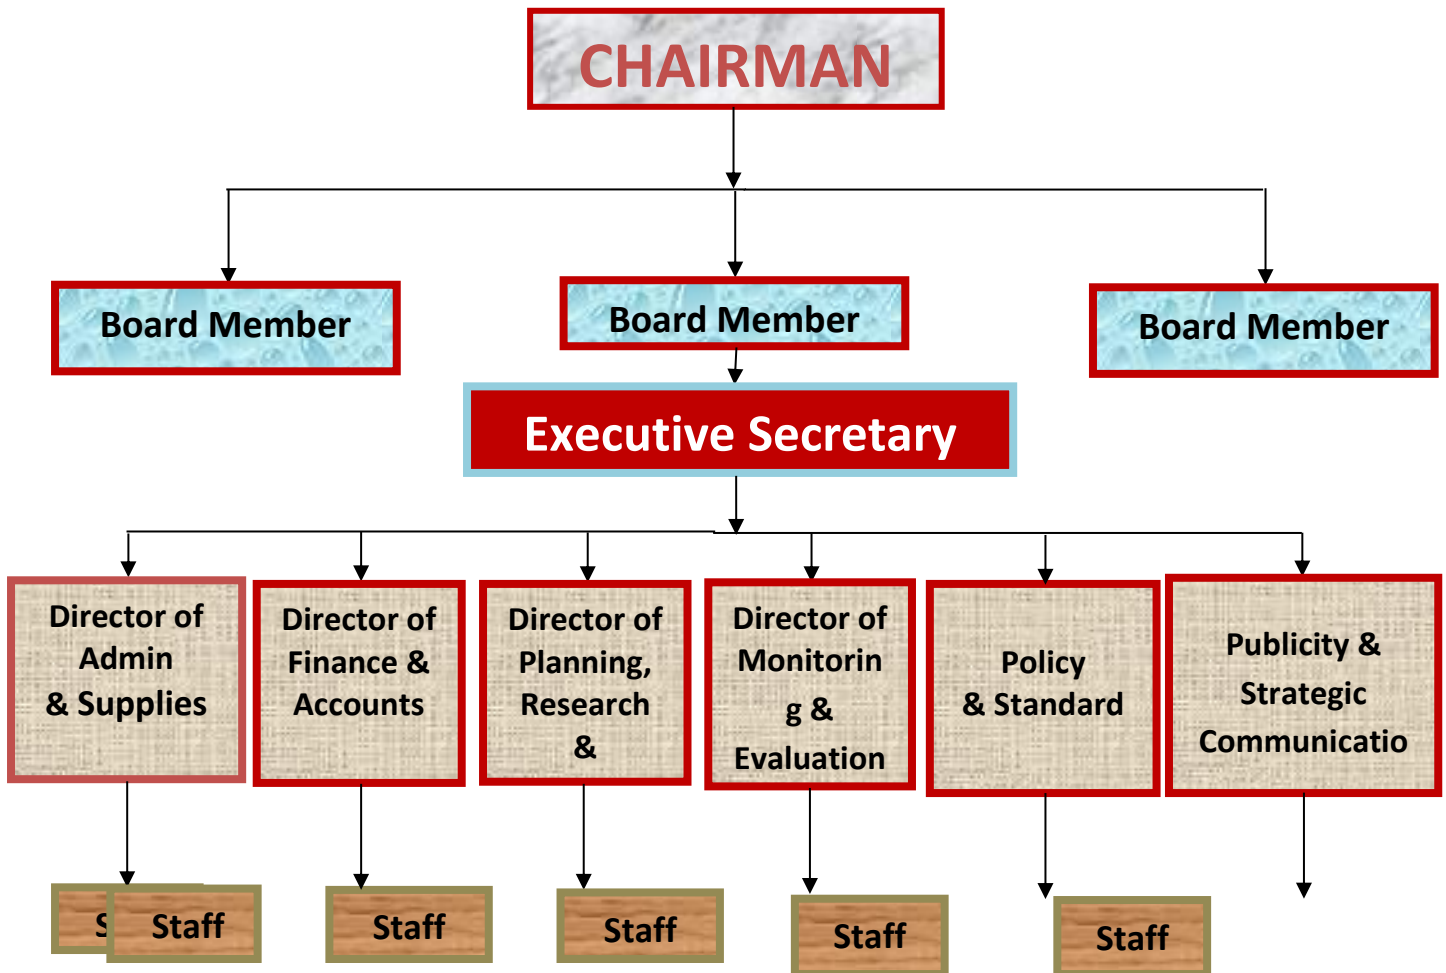 CHAIRMAN
Board Member
Board Member
Board Member
Executive Secretary
Director of
Admin
& Supplies
Director of
Finance &
Accounts
Director of
Planning,
Research
&
Director of
Monitorin
g &
Evaluation
Policy
& Standard
Publicity &
Strategic
Communicatio
S
Staff
Staff
Staff
Staff
Staff